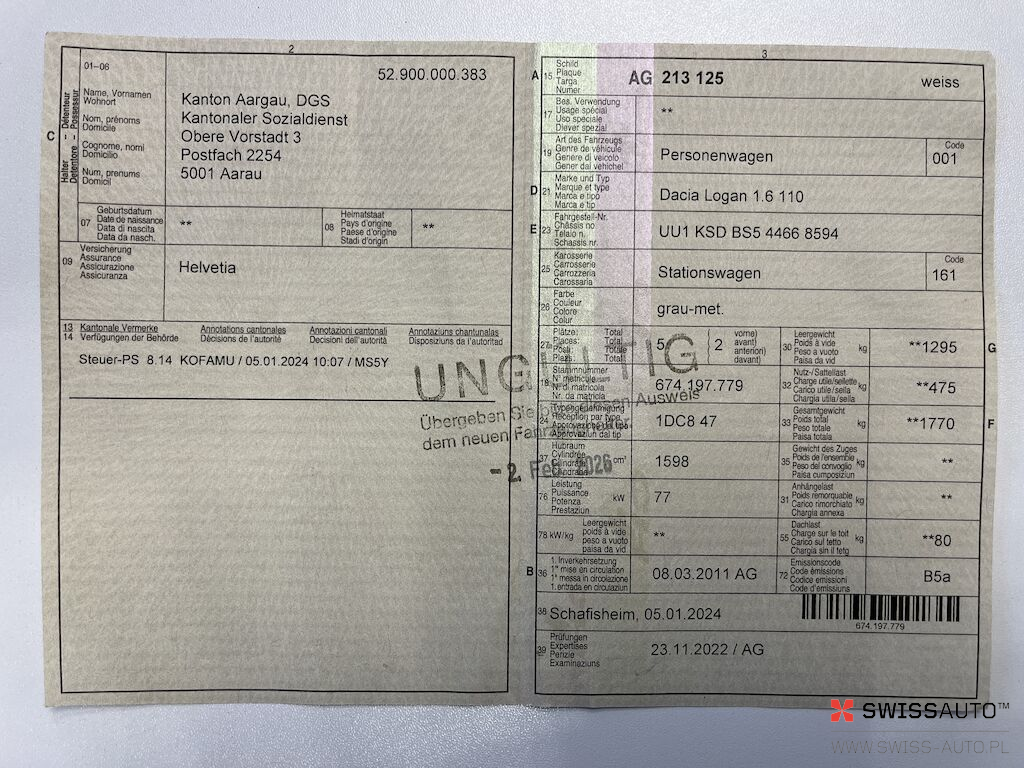 2
01–06
52.900.000.383
Détenteur
Possesseur
Halter
Detentore
C
Name, Vornamen
Wohnort
Nom, prénoms
Domicile
Cognome, nomi
Domicilio
Num, prenums
Domicil
Kanton Aargau, DGS
Kantonaler Sozialdienst
Obere Vorstadt 3
Postfach 2254
5001 Aarau
07
Geburtsdatum
Date de naissance
Data di nascita
Data da nasch.
**
08
Heimatstaat
Pays d'origine
Paese d'origine
Stadi d'origin
**
09
Versicherung
Assurance
Assicurazione
Assicuranza
Helvetia
13 Kantonale Vermerke Annotations cantonales Annotazioni cantonali Annotaziuns chantunalas
14 Verfügungen der Behörde Décisions de l'autorité Decisioni dell'autorità Disposiziuns da l'autoritad
Steuer-PS 8.14 KOFAMU / 05.01.2024 10:07 / MS5Y
UNGÜLTIG
Übergeben Sie bitte diesen Ausweis
dem neuen
- 2. Feb. 2026
3
A 15
Schild
Plaque
Targa
Numer
AG 213 125 weiss
17
Bes. Verwendung
Usage spécial
Uso speciale
Diever spezial
**
19
Art des Fahrzeugs
Genre de véhicule
Genere di veicolo
Gener dal vehichel
Personenwagen
Code
001
D 21
Marke und Typ
Marque et type
Marca e tipo
Marca e tip
Dacia Logan 1.6 110
E 23
Fahrgestell-Nr.
Châssis no
Telaio n.
Schassis nr.
UU1 KSD BS5 4466 8594
25
Karosserie
Carrosserie
Carrozzeria
Carossaria
Stationswagen
Code
161
26
Farbe
Couleur
Colore
Colur
grau-met.
27
Plätze: Total
Places: Total
Posti: Totale
Plazs: Total
5
2
vorne)
avant)
anteriori)
davant)
30
Leergewicht
Poids à vide
Peso a vuoto
Paisa da vid
kg
**1295
G
18
Stammnummer
N° matricule
N. di matricola
Nr. da matricla
674.197.779
32
Nutz-/Sattellast
Charge utile/sellette
Carico utile/sella
Chargia utila/sella
kg
**475
24
Typengenehmigung
Réception par type
Approvazione del tipo
Approvaziun dal tip
1DC8 47
33
Gesamtgewicht
Poids total
Peso totale
Paisa totala
kg
**1770
F
37
Hubraum
Cylindrée
Cilindrata
Cilindrada
cm³
1598
35
Gewicht des Zuges
Poids de l'ensemble
Peso del convoglio
Paisa cumposiziun
kg
**
76
Leistung
Puissance
Potenza
Prestaziun
kW
77
31
Anhängelast
Poids remorquable
Carico rimorchiato
Chargia annexa
kg
**
78 kW/kg
Leergewicht
poids à vide
peso a vuoto
paisa da vid
**
55
Dachlast
Charge sur le toit
Carico sul tetto
Chargia sin il tetg
kg
**80
B 36
1. Inverkehrsetzung
1re mise en circulation
1a messa in circolazione
1. entrada en circulaziun
08.03.2011 AG
72
Emissionscode
Code émissions
Codice emissioni
Code d'emissiuns
B5a
38 Schafisheim, 05.01.2024
674.197.779
39
Prüfungen
Expertises
Perizie
Examinaziuns
23.11.2022 / AG
SWISSAUTO™
WWW.SWISS-AUTO.PL